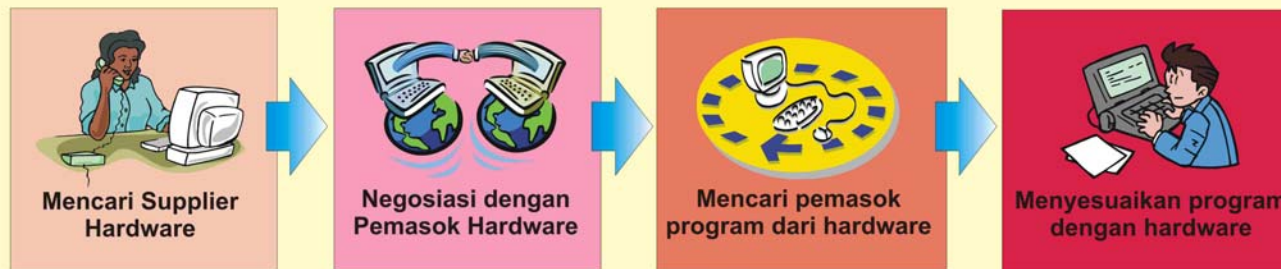 Mencari Supplier
Hardware
Negosiasi dengan
Pemasok Hardware
Mencari pemasok
program dari hardware
Menyesuaikan program
dengan hardware